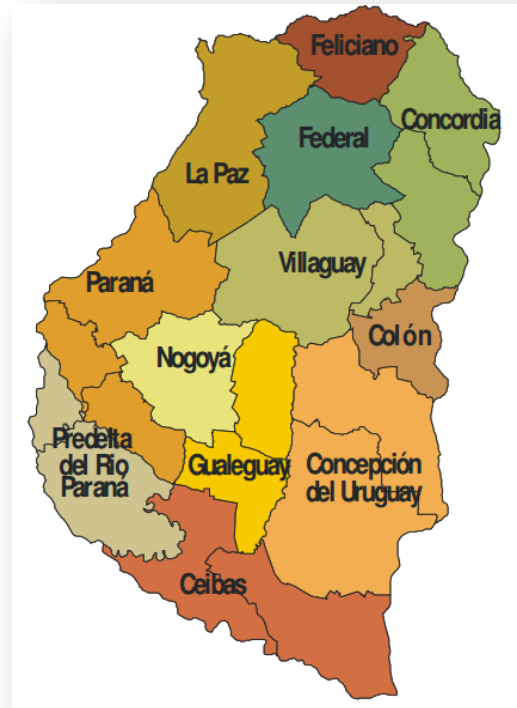 Feliciano
Concordia
Federal
La Paz
Villaguay
Paraná
Colón
Nogoyá
Predelta
del Rio
Paraná
Gualeguay
Concepción
del Uruguay
Ceibas